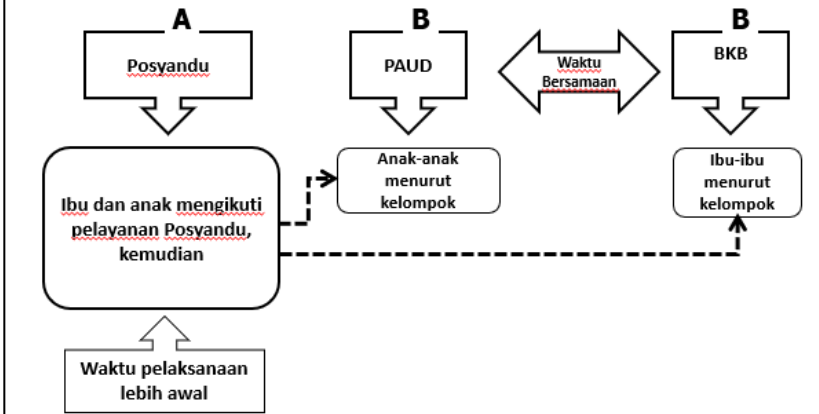 A
Posyandu
B
PAUD
Waktu
Bersamaan
B
BKB
Ibu dan anak mengikuti
pelayanan Posyandu,
kemudian
Anak-anak
menurut
kelompok
Ibu-ibu
menurut
kelompok
Waktu pelaksanaan
lebih awal